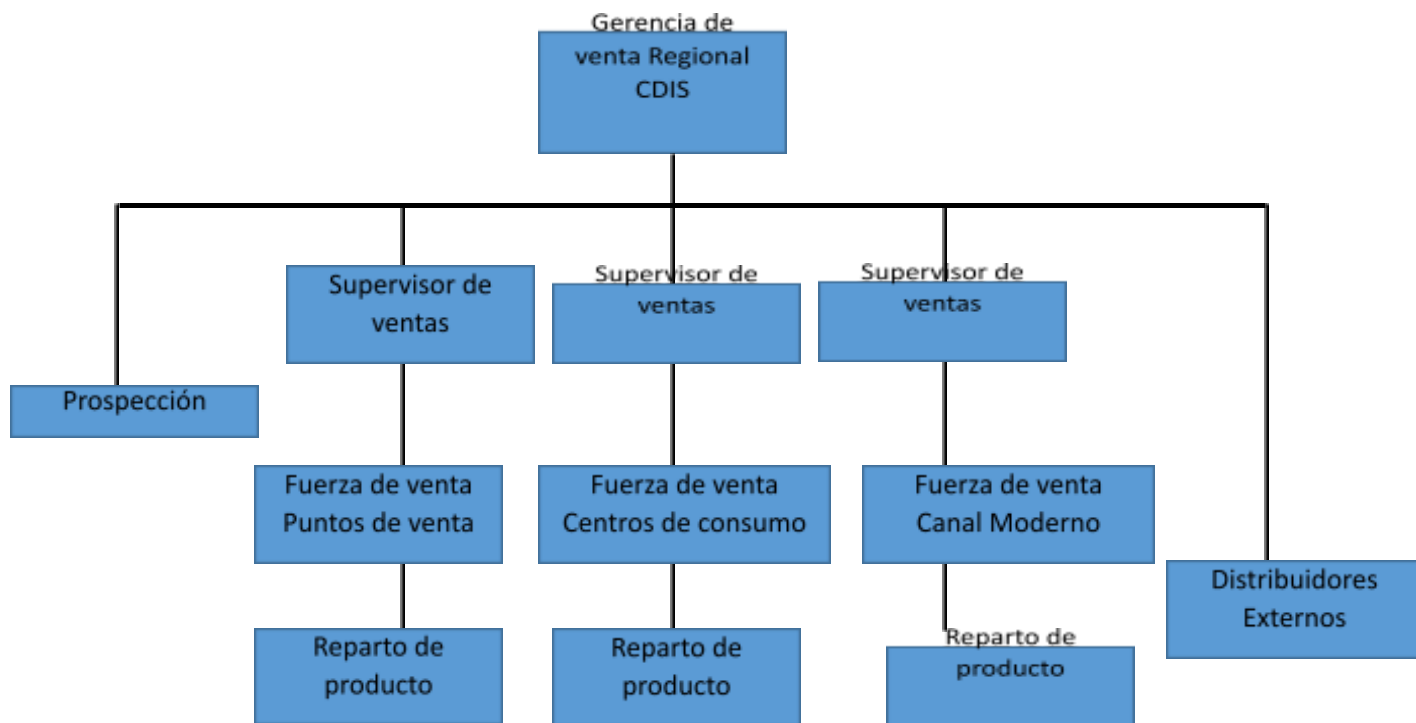 Gerencia de
venta Regional
CDIS
Supervisor de
ventas
Supervisor de
ventas
Supervisor de
ventas
Prospección
Fuerza de venta
Puntos de venta
Fuerza de venta
Centros de consumo
Fuerza de venta
Canal Moderno
Distribuidores
Externos
Reparto de
producto
Reparto de
producto
Reparto de
producto